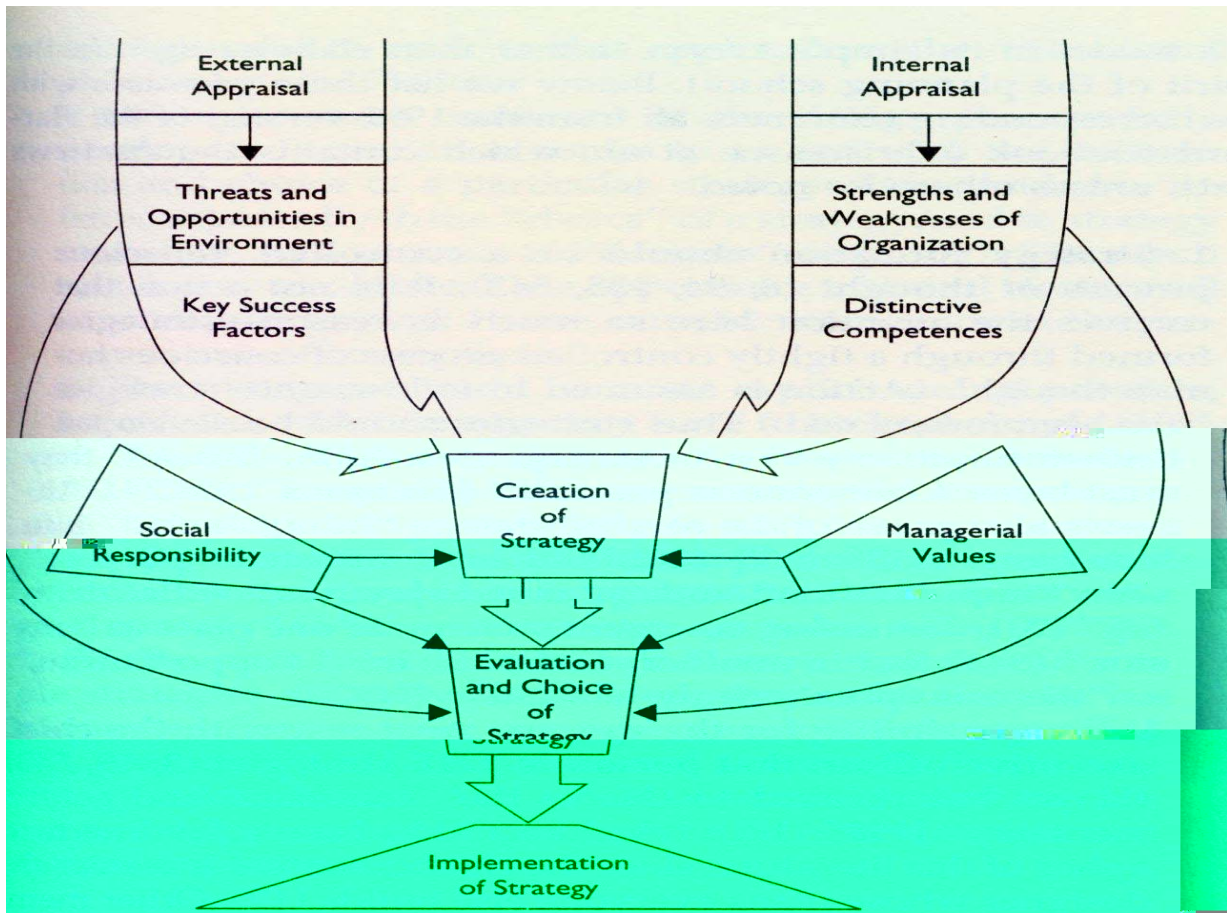 External
Appraisal
Internal
Appraisal
Threats and
Opportunities in
Environment
Strengths and
Weaknesses of
Organization
Key Success
Factors
Distinctive
Competences
Creation
of
Strategy
Social
Responsibility
Managerial
Values
Evaluation
and Choice
of
Strategy
Implementation
of Strategy